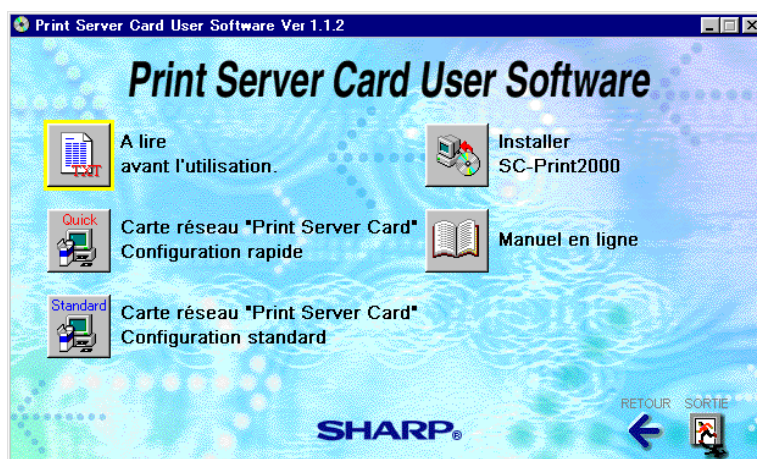 Print Server Card User Software Ver 1.1.2
Print Server Card User Software
A lire
avant l'utilisation.
TXT
Installer
SC-Print2000
Quick
Carte réseau "Print Server Card"
Configuration rapide
Manuel en ligne
Standard
Carte réseau "Print Server Card"
Configuration standard
RETOUR SORTIE
SHARP®